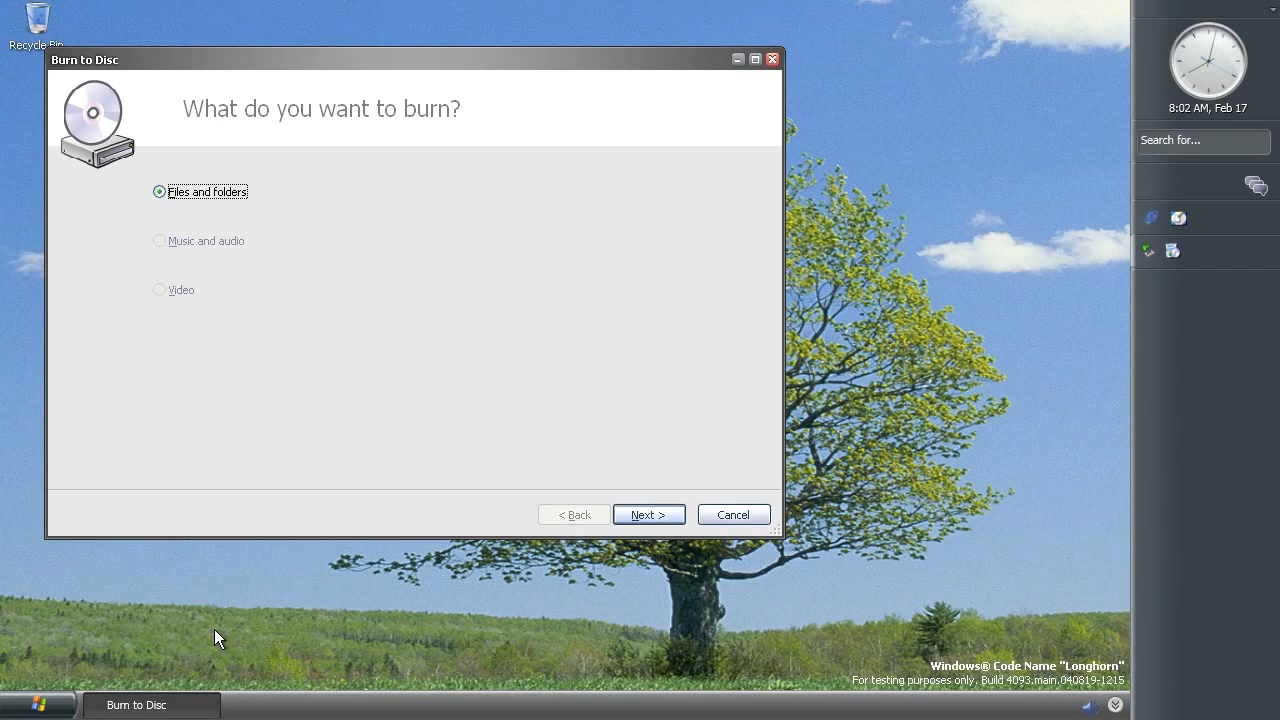 Recycle Bin
Burn to Disc
What do you want to burn?
Files and folders
Music and audio
Video
< Back
Next >
Cancel
8:02 AM, Feb 17
Search for...
Windows® Code Name "Longhorn"
For testing purposes only. Build 4093.main.040819-1215
Burn to Disc